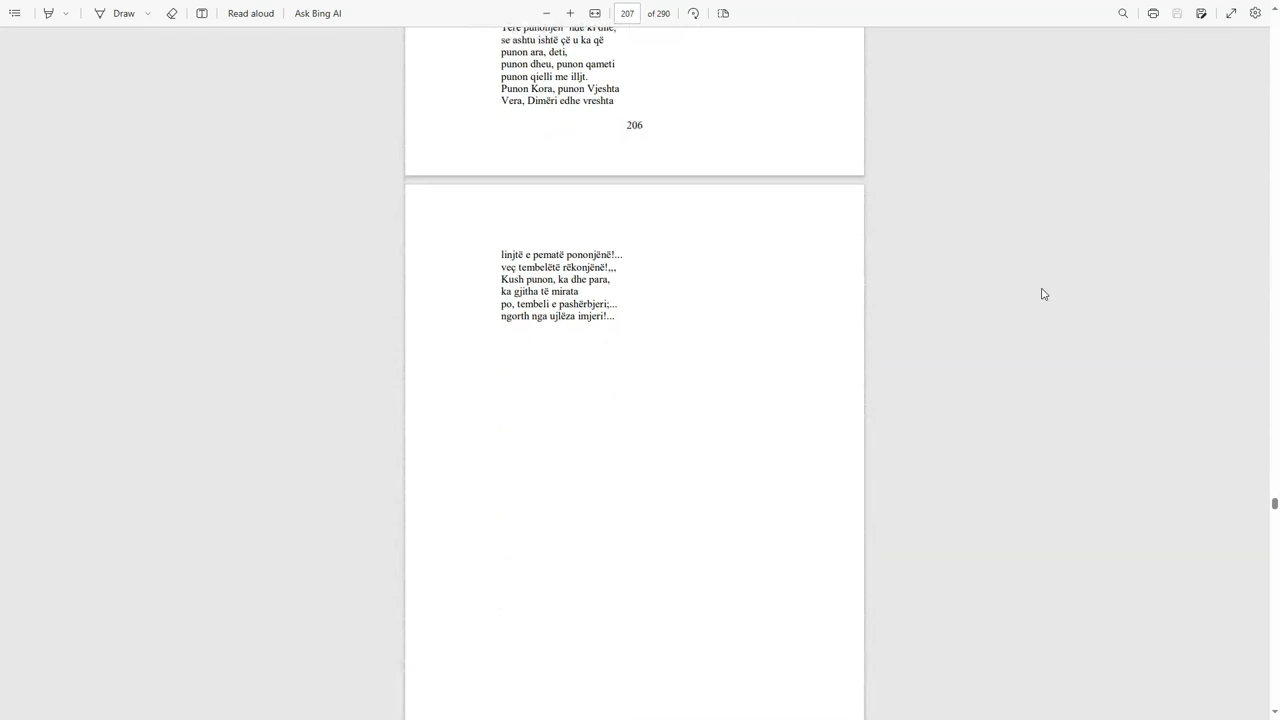 Draw
Read aloud
Ask Bing AI
207
of 290
se ashtu ishtë çë u ka që
punon ara, deti,
punon dheu, punon qameti
punon qielli me illjt.
Punon Kora, punon Vjeshta
Vera, Dimëri edhe vreshta
206
linjtë e pematë pononjënë!...
veç tembelëtë rëkonjënë!,,,
Kush punon, ka dhe para,
ka gjitha të mirata
po, tembeli e pashërbjeri;...
ngorth nga ujlëza imjeri!...